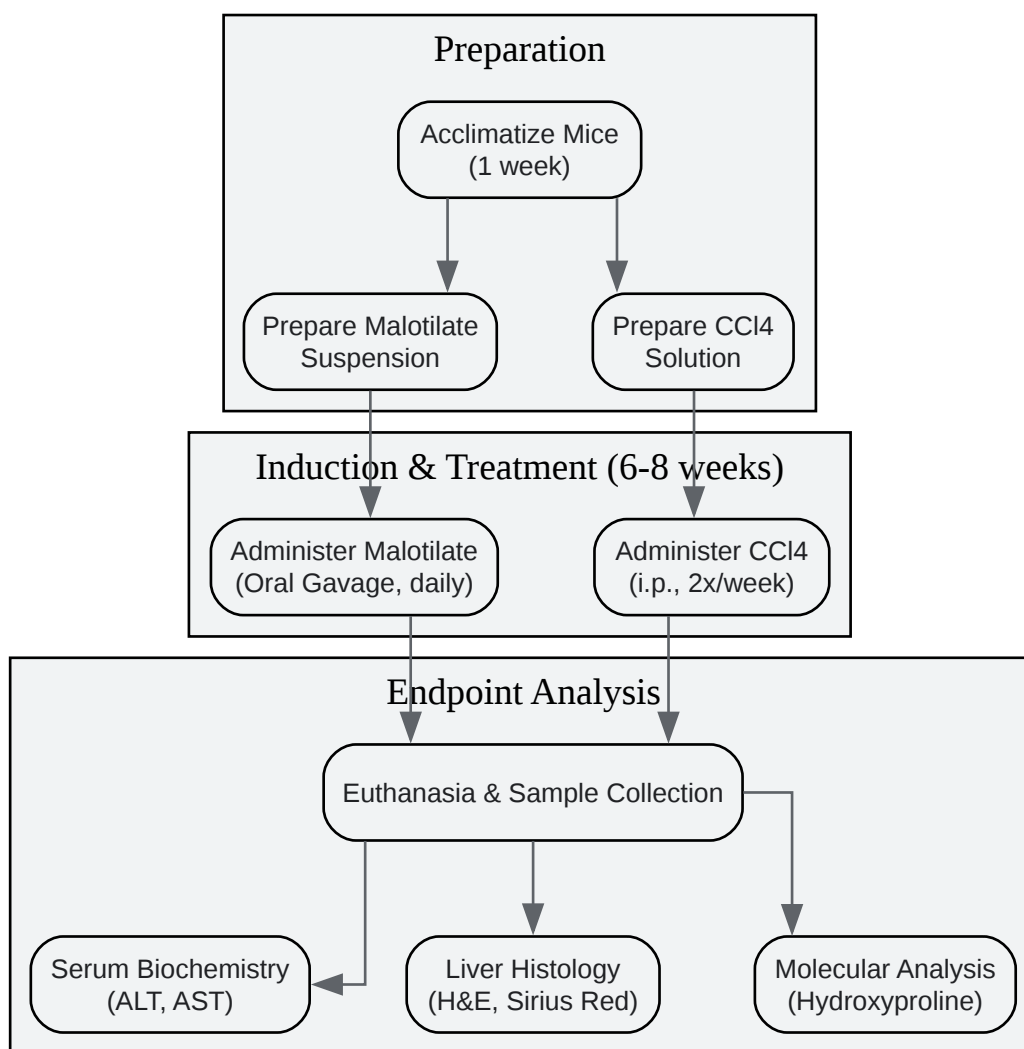 Preparation
Acclimatize Mice
(1 week)
Prepare Malotilate
Suspension
Prepare CCl4
Solution
Induction & Treatment (6-8 weeks)
Administer Malotilate
(Oral Gavage, daily)
Administer CCl4
(i.p., 2x/week)
Endpoint Analysis
Euthanasia & Sample Collection
Serum Biochemistry
(ALT, AST)
Liver Histology
(H&E, Sirius Red)
Molecular Analysis
(Hydroxyproline)